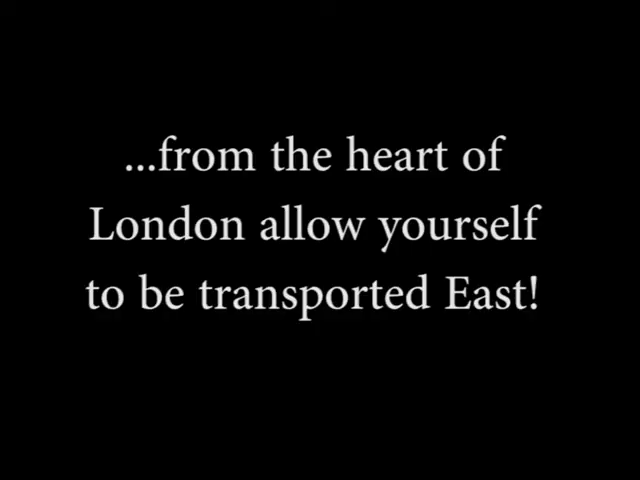 ...from the heart of
London allow yourself
to be transported East!